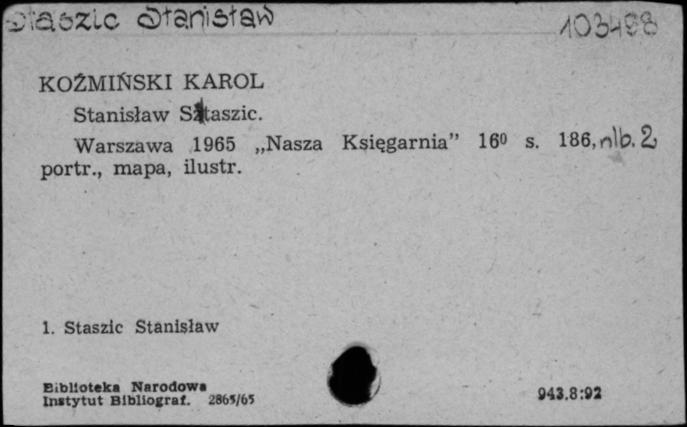 Staszic Stanisław
103498
KOŹMIŃSKI KAROL
Stanisław Staszic.
Warszawa 1965 „Nasza Księgarnia” 16⁰ s. 186, nlb. 2
portr., mapa, ilustr.
1. Staszic Stanisław
Biblioteka Narodowa
Instytut Bibliograf. 2865/65
943.8:92